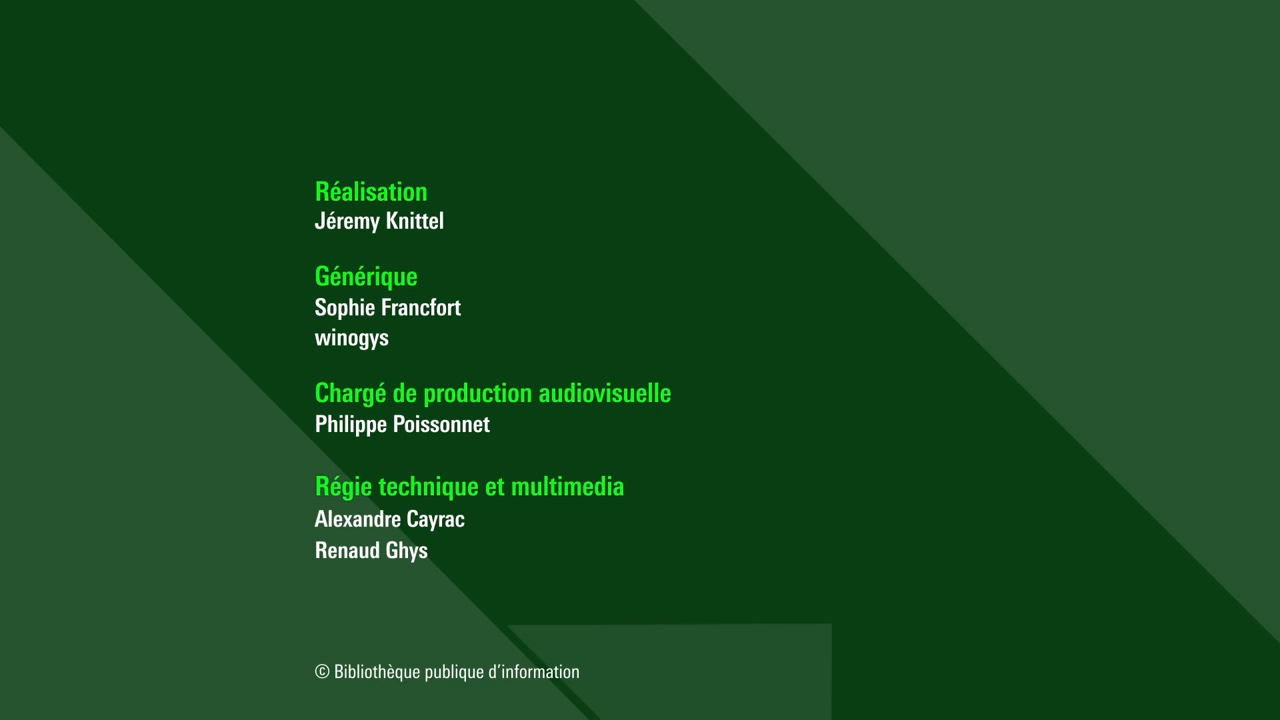 Réalisation
Jéremy Knittel
Générique
Sophie Francfort
winogys
Chargé de production audiovisuelle
Philippe Poissonnet
Régie technique et multimedia
Alexandre Cayrac
Renaud Ghys
© Bibliothèque publique d’information